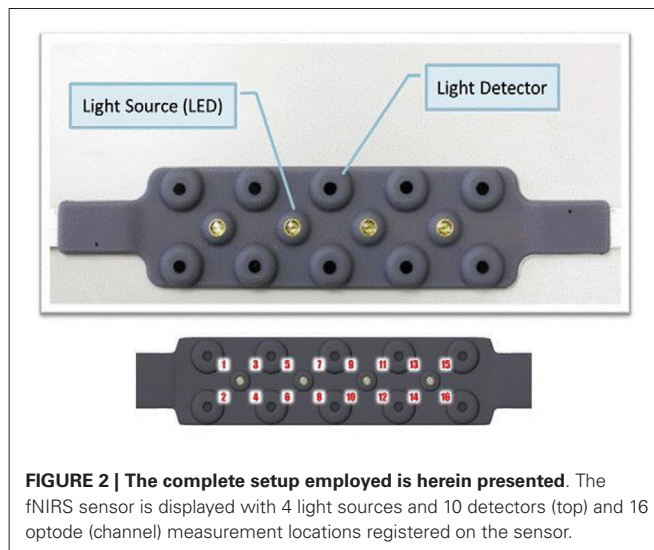 Light Source (LED)
Light Detector
1 3 5 7 9 11 13 15
2 4 6 8 10 12 14 16
FIGURE 2 | The complete setup employed is herein presented. The
fNIRS sensor is displayed with 4 light sources and 10 detectors (top) and 16
optode (channel) measurement locations registered on the sensor.